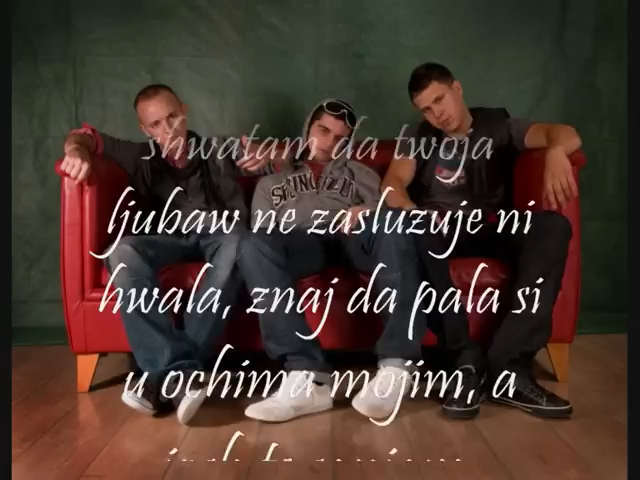 shwatam da twoja
ljubaw ne zasluzuje ni
hwala, znaj da pala si
u ochima mojim, a